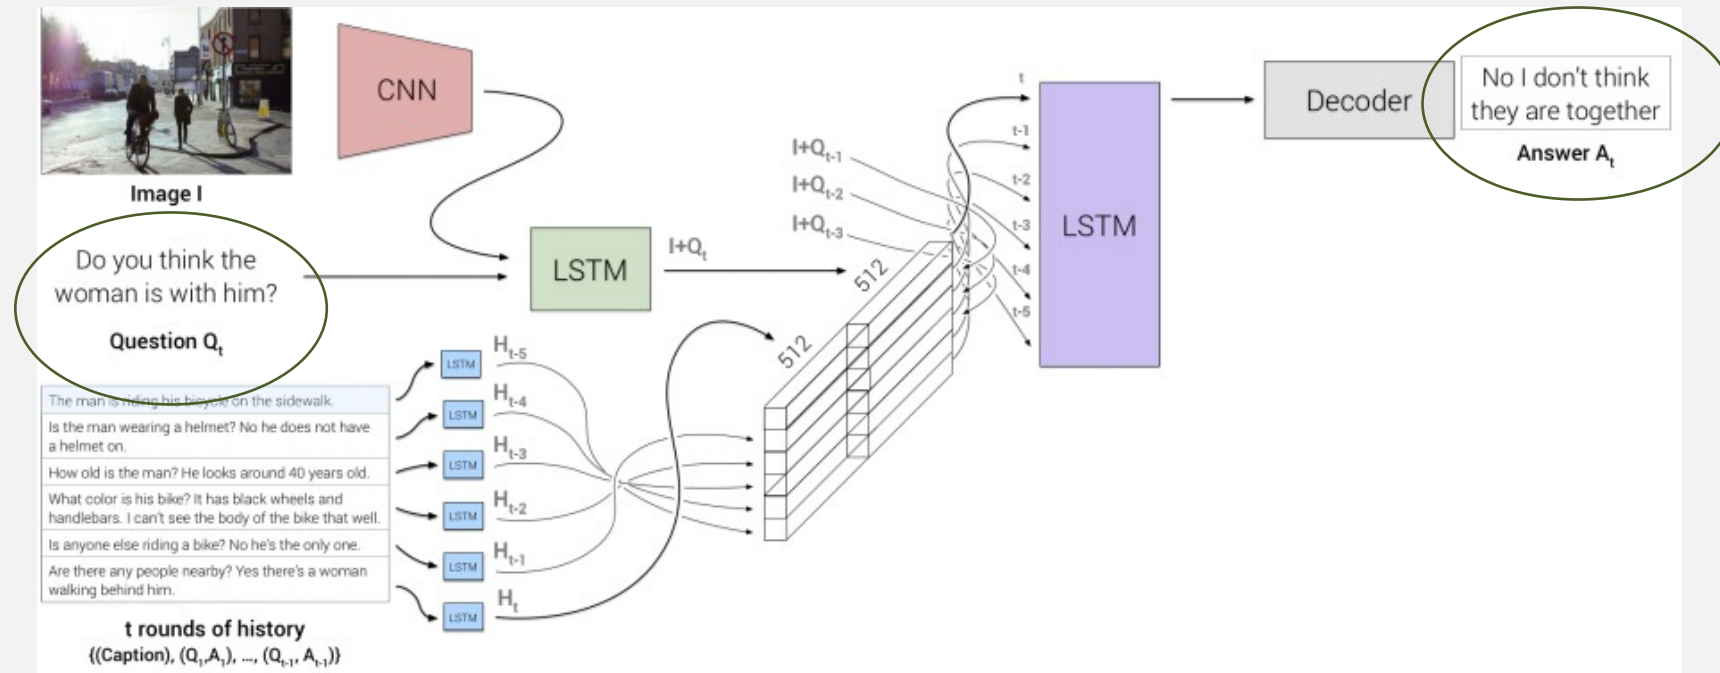 CNN
Image I
Do you think the
woman is with him?
Question Qt
LSTM
I+Qt
The man is riding his bicycle on the sidewalk.
Is the man wearing a helmet? No he does not have
a helmet on.
How old is the man? He looks around 40 years old.
What color is his bike? It has black wheels and
handlebars. I can't see the body of the bike that well.
Is anyone else riding a bike? No he's the only one.
Are there any people nearby? Yes there's a woman
walking behind him.
t rounds of history
{(Caption), (Q1,A1), ..., (Qt-1, At-1)}
LSTM
LSTM
LSTM
LSTM
LSTM
LSTM
Ht-5
Ht-4
Ht-3
Ht-2
Ht-1
Ht
I+Qt-1
I+Qt-2
I+Qt-3
512
512
t
t-1
t-2
t-3
t-4
t-5
LSTM
Decoder
No I don't think
they are together
Answer At